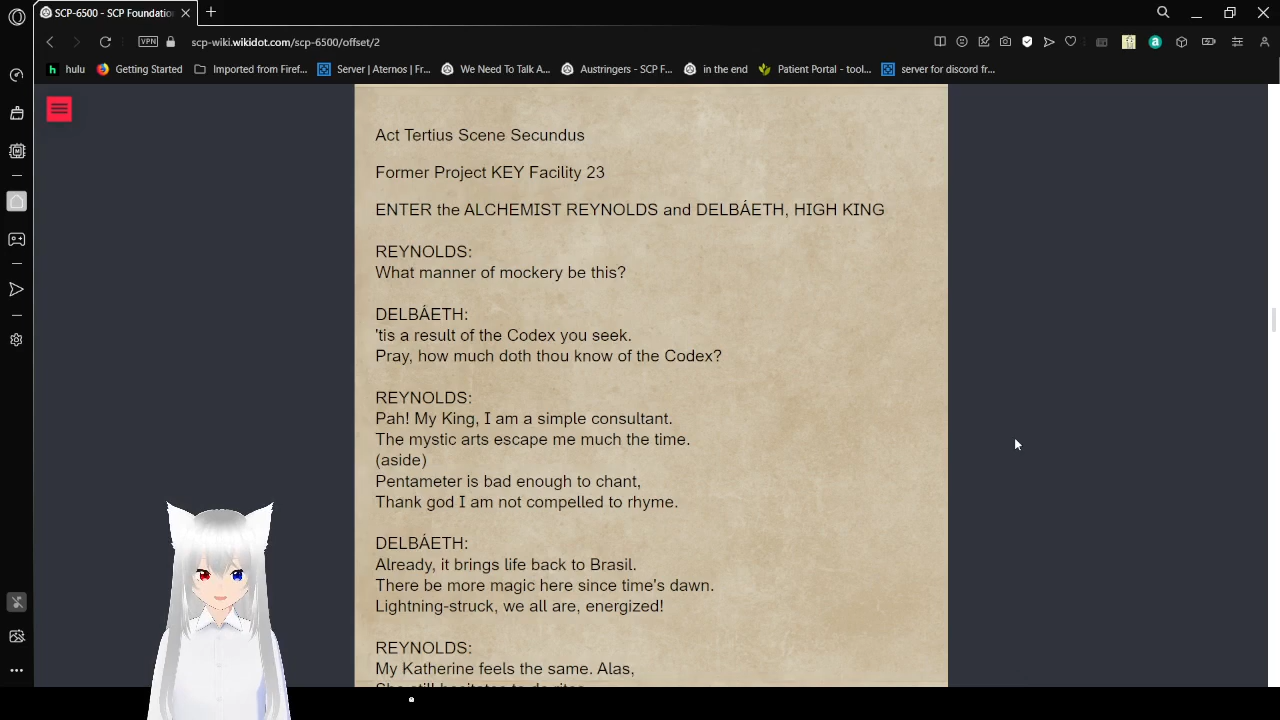 SCP-6500 - SCP Foundatio
VPN
scp-wiki.wikidot.com/scp-6500/offset/2
hulu
Getting Started
Imported from Firef...
Server | Aternos | Fr...
We Need To Talk A...
Austringers - SCP F...
in the end
Patient Portal - tool...
server for discord fr...
Act Tertius Scene Secundus
Former Project KEY Facility 23
ENTER the ALCHEMIST REYNOLDS and DELBÁETH, HIGH KING
REYNOLDS:
What manner of mockery be this?
DELBÁETH:
'tis a result of the Codex you seek.
Pray, how much doth thou know of the Codex?
REYNOLDS:
Pah! My King, I am a simple consultant.
The mystic arts escape me much the time.
(aside)
Pentameter is bad enough to chant,
Thank god I am not compelled to rhyme.
DELBÁETH:
Already, it brings life back to Brasil.
There be more magic here since time's dawn.
Lightning-struck, we all are, energized!
REYNOLDS:
My Katherine feels the same. Alas,